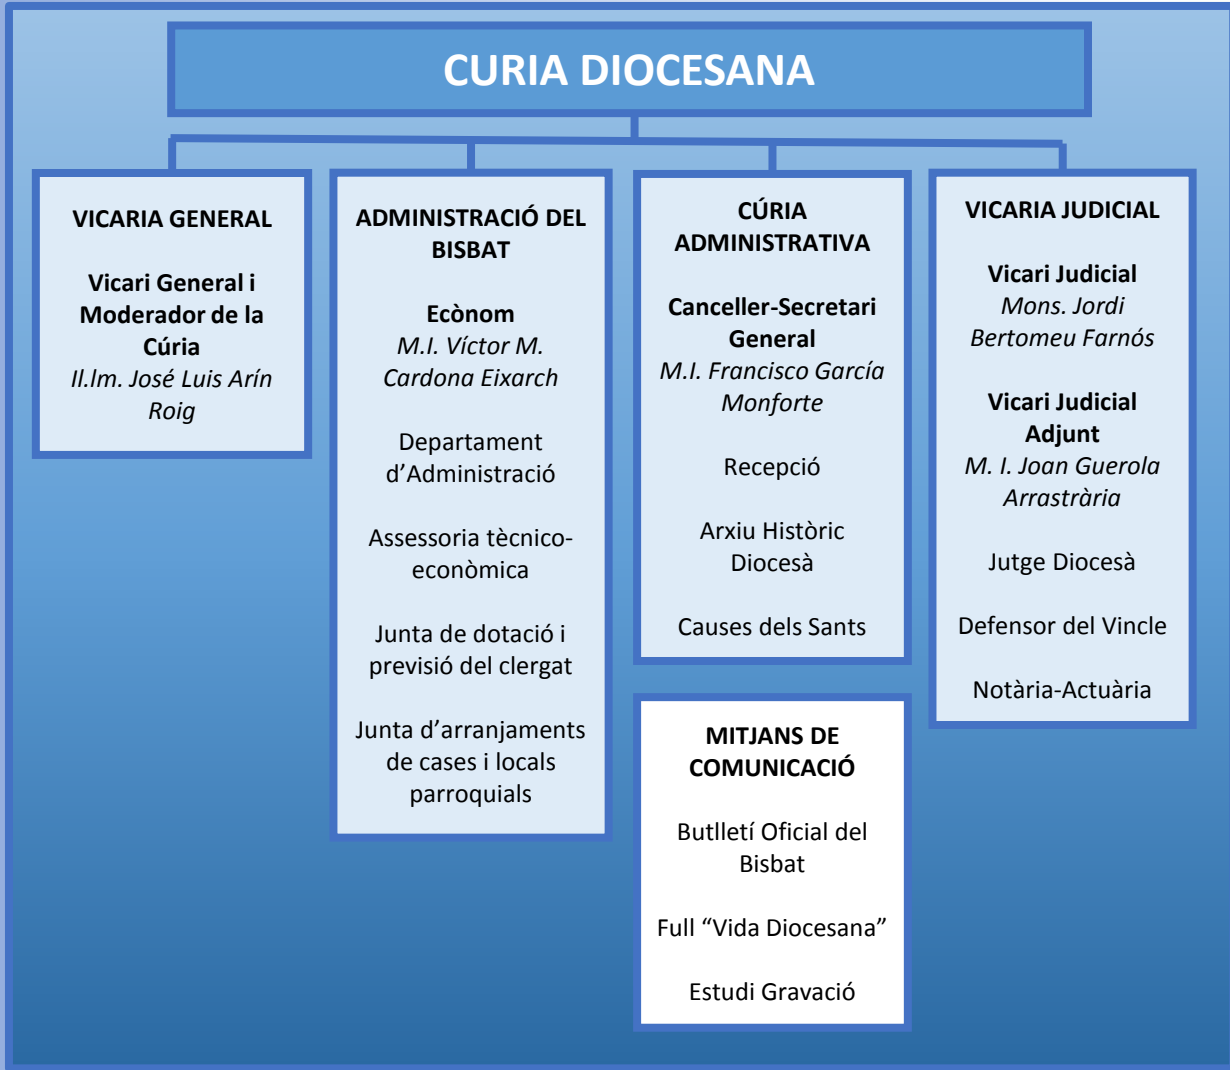 CURIA DIOCESANA
VICARIA GENERAL
Vicari General i
Moderador de la
Cúria
Il.lm. José Luis Arín
Roig
ADMINISTRACIÓ DEL
BISBAT
Ecònom
M.I. Víctor M.
Cardona Eixarch
Departament
d’Administració
Assessoria tècnico-
econòmica
Junta de dotació i
previsió del clergat
Junta d’arranjaments
de cases i locals
parroquials
CÚRIA
ADMINISTRATIVA
Canceller-Secretari
General
M.I. Francisco García
Monforte
Recepció
Arxiu Històric
Diocesà
Causes dels Sants
MITJANS DE
COMUNICACIÓ
Butlletí Oficial del
Bisbat
Full “Vida Diocesana”
Estudi Gravació
VICARIA JUDICIAL
Vicari Judicial
Mons. Jordi
Bertomeu Farnós
Vicari Judicial
Adjunt
M. I. Joan Guerola
Arrastrària
Jutge Diocesà
Defensor del Vincle
Notària-Actuària